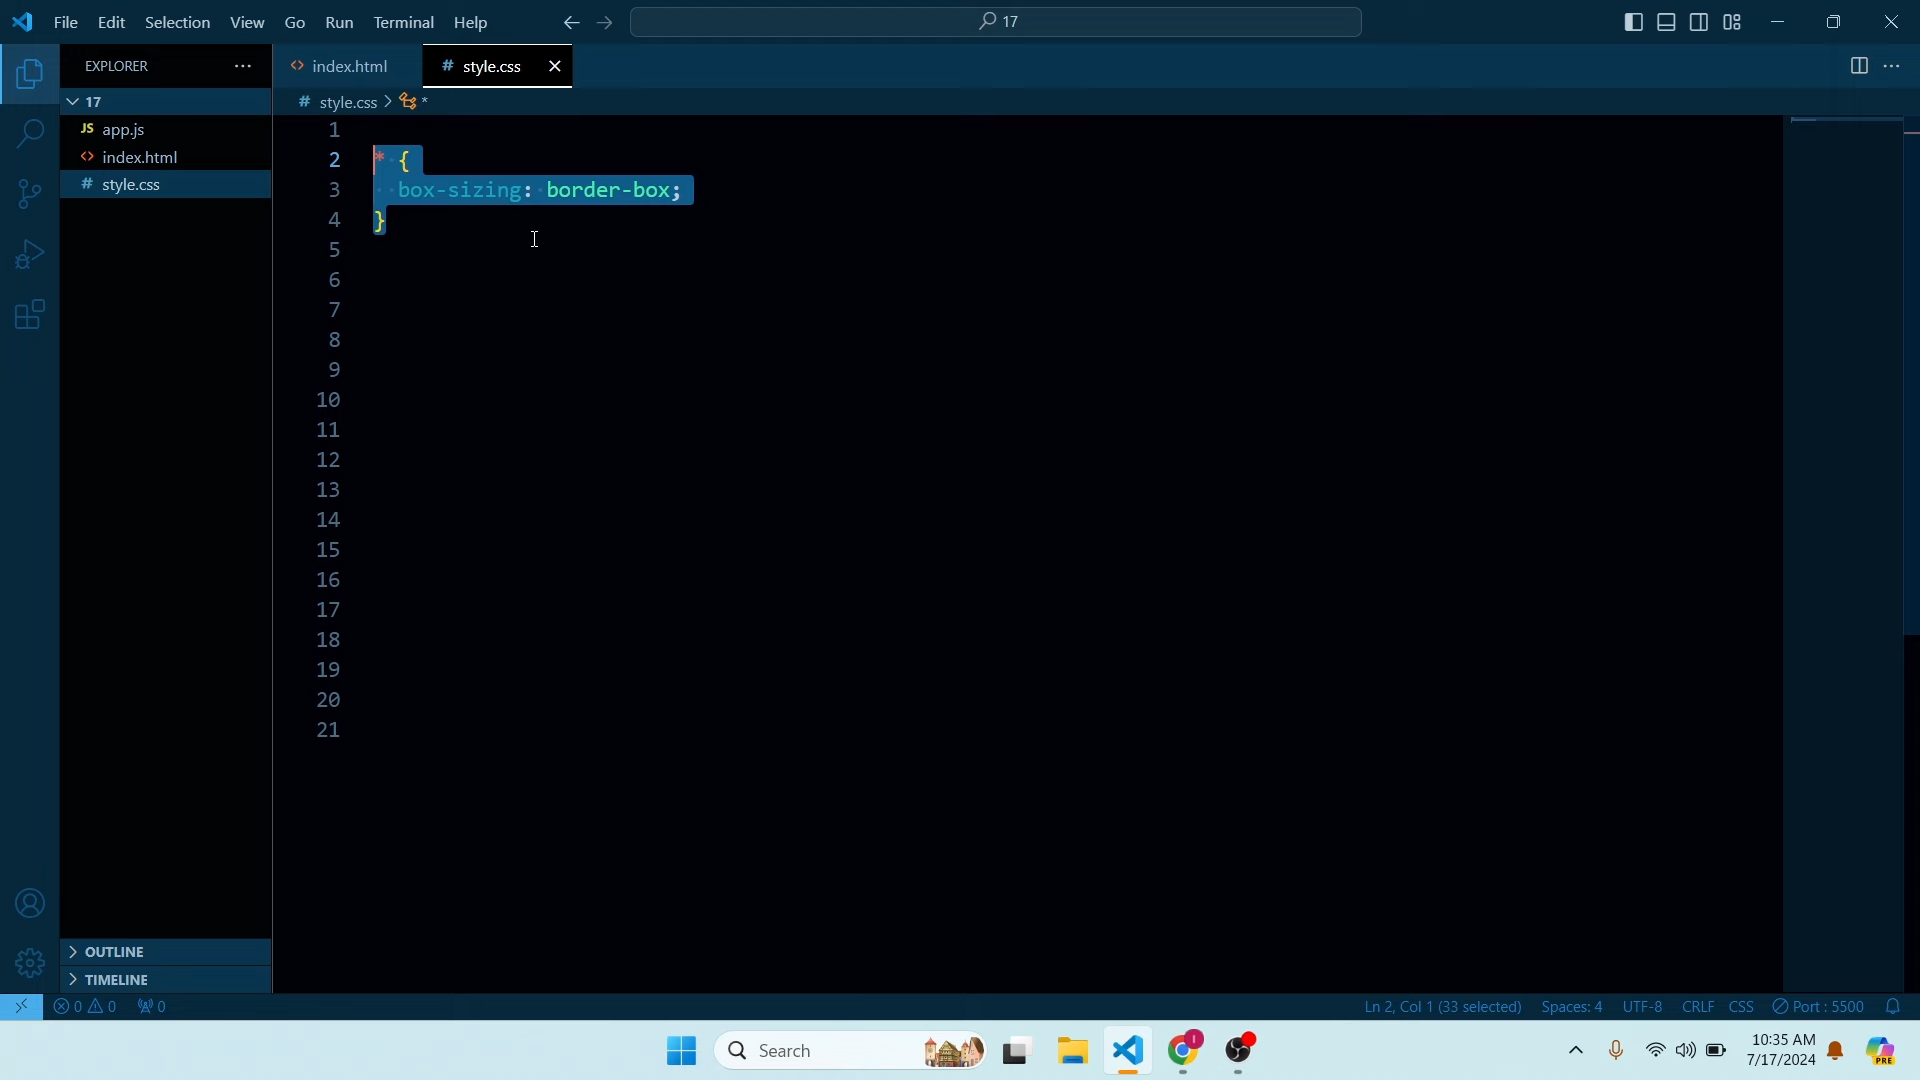 File Edit Selection View Go Run Terminal Help
17
EXPLORER
17
JS app.js
<> index.html
# style.css
<> index.html
# style.css
# style.css > *
1
2 * {
3 box-sizing: border-box;
4 }
5
6
7
8
9
10
11
12
13
14
15
16
17
18
19
20
21
OUTLINE
TIMELINE
0 0 0
Ln 2, Col 1 (33 selected) Spaces: 4 UTF-8 CRLF CSS Port : 5500
Search
10:35 AM
7/17/2024
PRE